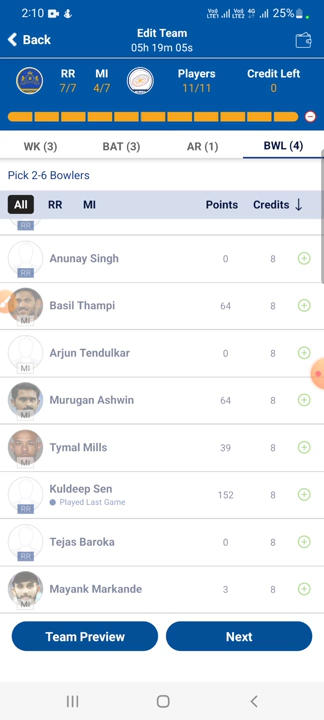 2:10 25%
Edit Team
Back
05h 19m 05s
RR MI Players Credit Left
7/7 4/7 11/11 0
WK (3) BAT (3) AR (1) BWL (4)
Pick 2-6 Bowlers
All RR MI Points Credits ↓
RR
Anunay Singh 0 8
RR
Basil Thampi 64 8
MI
Arjun Tendulkar 0 8
MI
Murugan Ashwin 64 8
MI
Tymal Mills 39 8
MI
Kuldeep Sen 152 8
Played Last Game
RR
Tejas Baroka 0 8
RR
Mayank Markande 3 8
MI
Team Preview Next